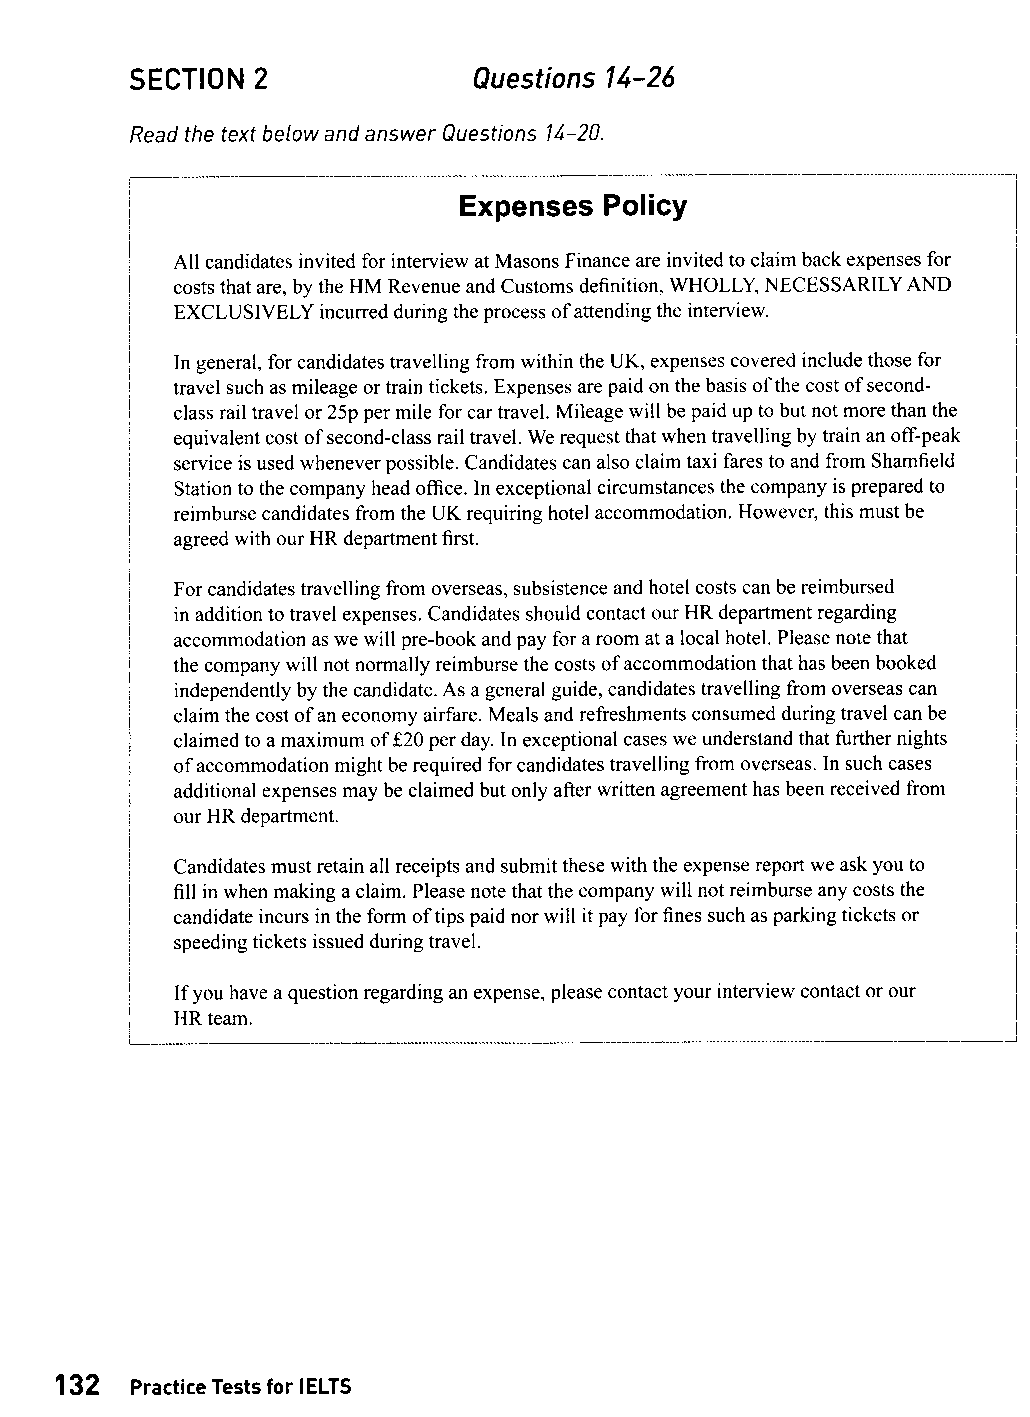 SECTION 2 Questions 14–26
Read the text below and answer Questions 14–20.
Expenses Policy
All candidates invited for interview at Masons Finance are invited to claim back expenses for
costs that are, by the HM Revenue and Customs definition, WHOLLY, NECESSARILY AND
EXCLUSIVELY incurred during the process of attending the interview.
In general, for candidates travelling from within the UK, expenses covered include those for
travel such as mileage or train tickets. Expenses are paid on the basis of the cost of second-
class rail travel or 25p per mile for car travel. Mileage will be paid up to but not more than the
equivalent cost of second-class rail travel. We request that when travelling by train an off-peak
service is used whenever possible. Candidates can also claim taxi fares to and from Shamfield
Station to the company head office. In exceptional circumstances the company is prepared to
reimburse candidates from the UK requiring hotel accommodation. However, this must be
agreed with our HR department first.
For candidates travelling from overseas, subsistence and hotel costs can be reimbursed
in addition to travel expenses. Candidates should contact our HR department regarding
accommodation as we will pre-book and pay for a room at a local hotel. Please note that
the company will not normally reimburse the costs of accommodation that has been booked
independently by the candidate. As a general guide, candidates travelling from overseas can
claim the cost of an economy airfare. Meals and refreshments consumed during travel can be
claimed to a maximum of £20 per day. In exceptional cases we understand that further nights
of accommodation might be required for candidates travelling from overseas. In such cases
additional expenses may be claimed but only after written agreement has been received from
our HR department.
Candidates must retain all receipts and submit these with the expense report we ask you to
fill in when making a claim. Please note that the company will not reimburse any costs the
candidate incurs in the form of tips paid nor will it pay for fines such as parking tickets or
speeding tickets issued during travel.
If you have a question regarding an expense, please contact your interview contact or our
HR team.
132 Practice Tests for IELTS